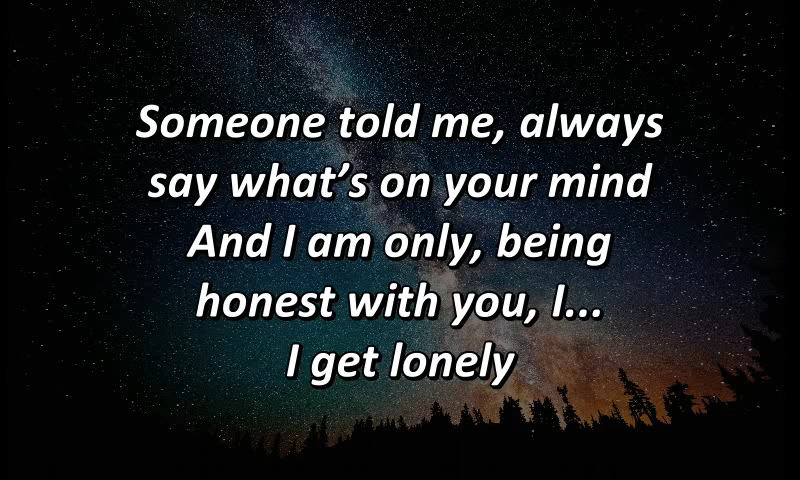 Someone told me, always
say what’s on your mind
And I am only, being
honest with you, I...
I get lonely